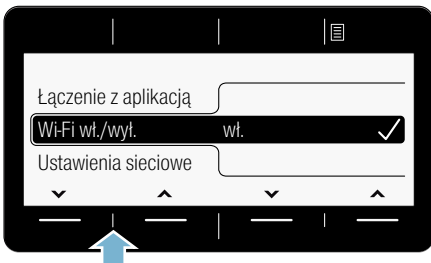 Łączenie z aplikacją
Wi-Fi wł./wył. wł.
Ustawienia sieciowe